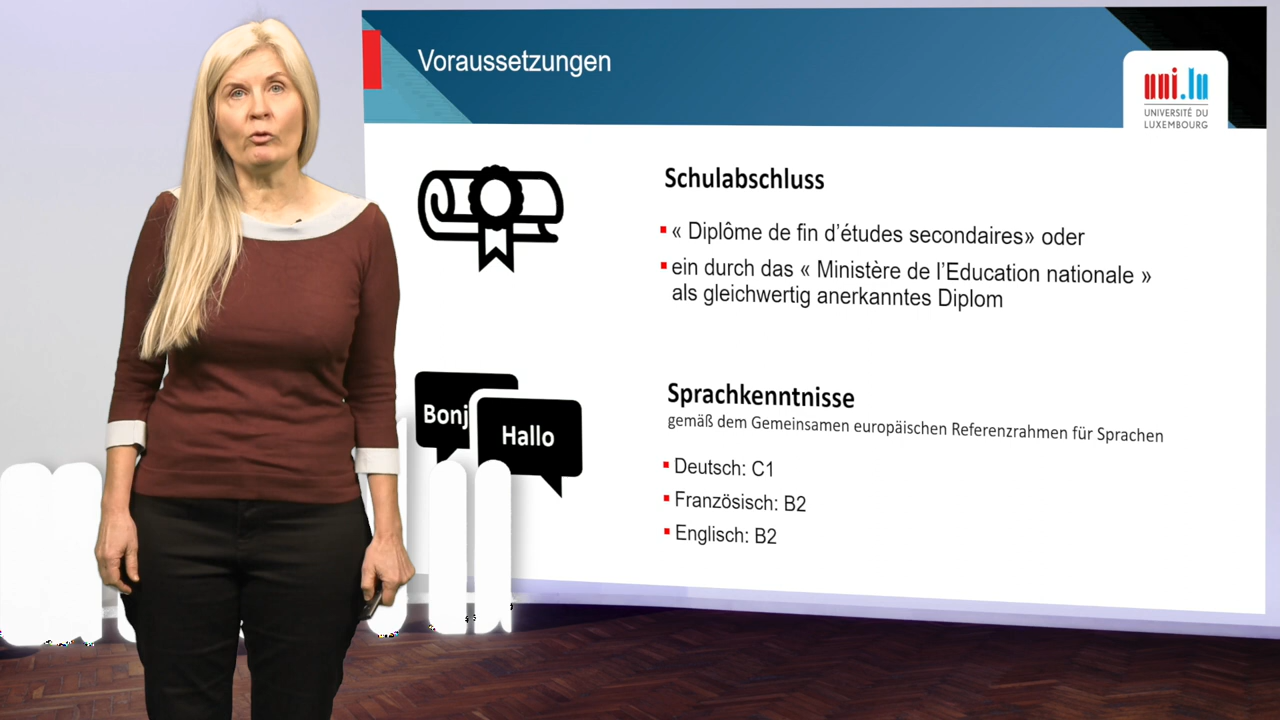 Voraussetzungen
uni.lu
UNIVERSITÉ DU
LUXEMBOURG
Schulabschluss
« Diplôme de fin d’études secondaires» oder
ein durch das « Ministère de l’Education nationale »
als gleichwertig anerkanntes Diplom
Bonj
Hallo
Sprachkenntnisse
gemäß dem Gemeinsamen europäischen Referenzrahmen für Sprachen
Deutsch: C1
Französisch: B2
Englisch: B2